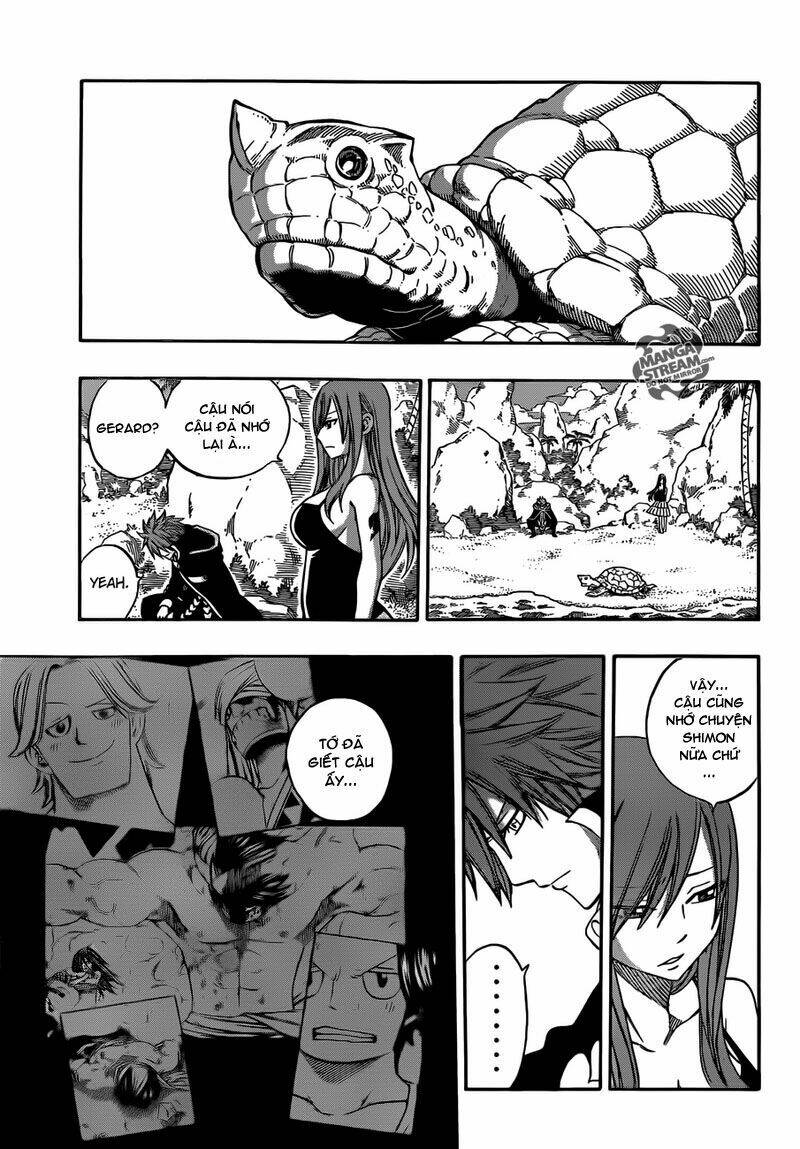 MANGA
STREAM.com
DO NOT MIRROR!
CẬU NÓI
CẬU ĐÃ NHỚ
LẠI À...
GERARD?
YEAH.
VẬY...
CẬU CŨNG
NHỚ CHUYỆN
SHIMON
NỮA CHỨ
...
......
TỚ ĐÃ
GIẾT CẬU
ẤY...